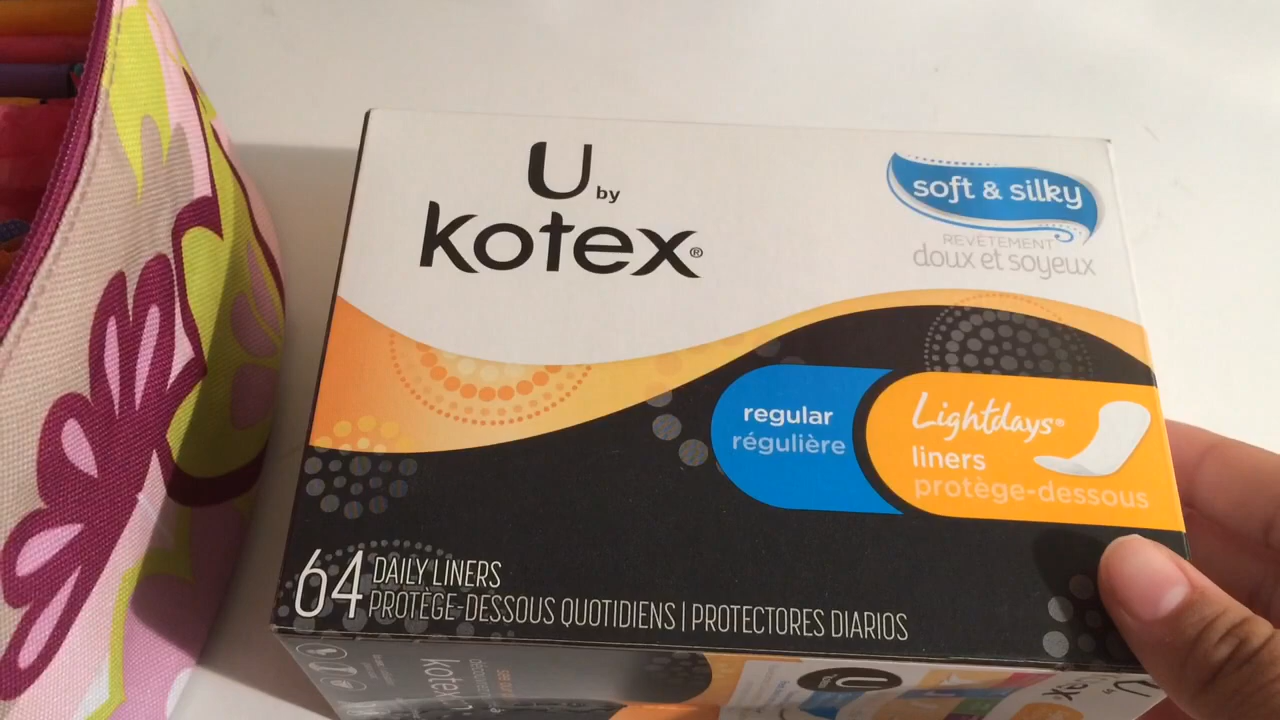 U by
kotex®
soft & silky
REVÊTEMENT
doux et soyeux
regular
régulière
Lightdays®
liners
protège-dessous
64 DAILY LINERS
PROTÈGE-DESSOUS QUOTIDIENS | PROTECTORES DIARIOS
kotex
U